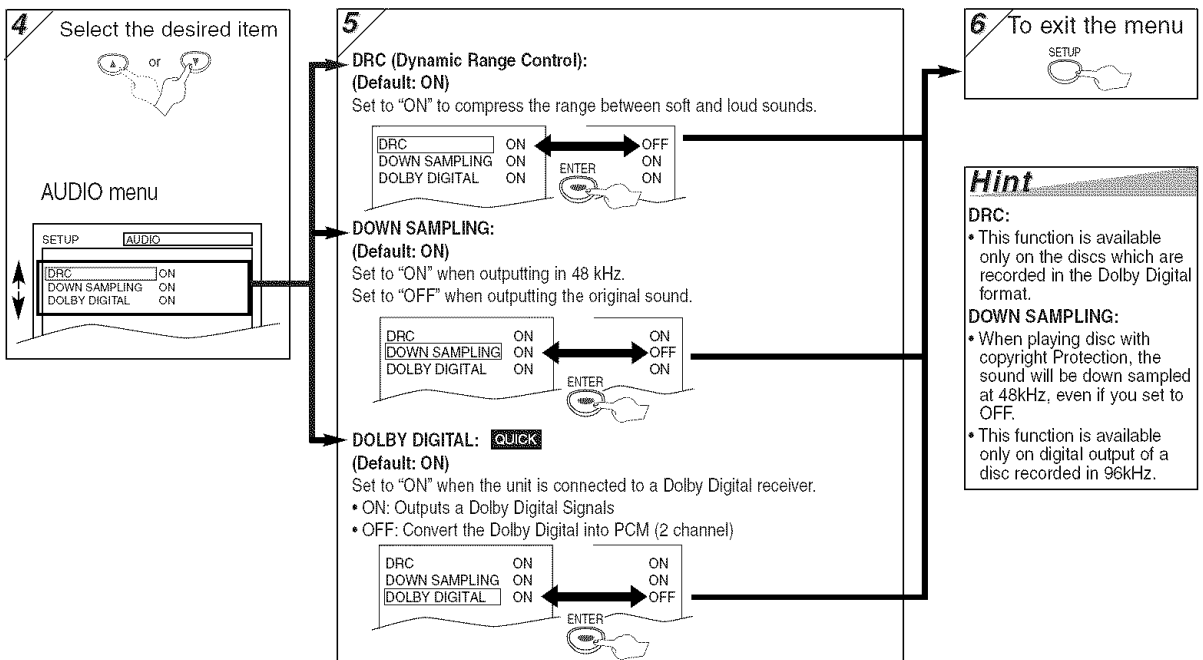 4
Select the desired item
or
AUDIO menu
SETUP AUDIO
DRC ON
DOWN SAMPLING ON
DOLBY DIGITAL ON
5
DRC (Dynamic Range Control):
(Default: ON)
Set to “ON” to compress the range between soft and loud sounds.
DRC ON OFF
DOWN SAMPLING ON ON
DOLBY DIGITAL ON ON
ENTER
DOWN SAMPLING:
(Default: ON)
Set to “ON” when outputting in 48 kHz.
Set to “OFF” when outputting the original sound.
DRC ON ON
DOWN SAMPLING ON OFF
DOLBY DIGITAL ON ON
ENTER
DOLBY DIGITAL: QUICK
(Default: ON)
Set to “ON” when the unit is connected to a Dolby Digital receiver.
• ON: Outputs a Dolby Digital Signals
• OFF: Convert the Dolby Digital into PCM (2 channel)
DRC ON ON
DOWN SAMPLING ON ON
DOLBY DIGITAL ON OFF
ENTER
6
To exit the menu
SETUP
Hint
DRC:
• This function is available
only on the discs which are
recorded in the Dolby Digital
format.
DOWN SAMPLING:
• When playing disc with
copyright Protection, the
sound will be down sampled
at 48kHz, even if you set to
OFF.
• This function is available
only on digital output of a
disc recorded in 96kHz.